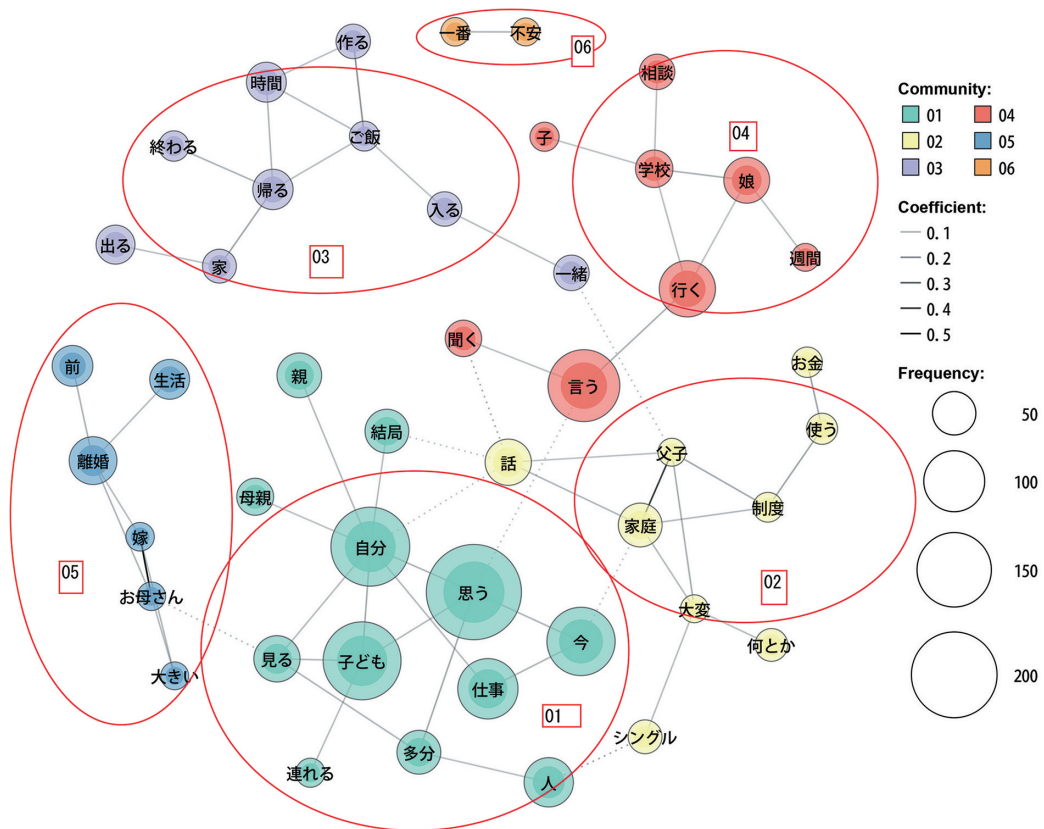 作る
一番
不安
06
時間
相談
Community:
01
04
02
05
03
06
終わる
ご飯
子
04
学校
娘
帰る
入る
Coefficient:
0.1
0.2
0.3
0.4
0.5
出る
家
03
一緒
週間
行く
聞く
言う
お金
Frequency:
50
100
150
200
前
生活
親
結局
使う
離婚
話
父子
母親
制度
家庭
自分
嫁
05
お母さん
思う
02
大変
今
何とか
見る
子ども
大きい
仕事
01
シングル
多分
連れる
人